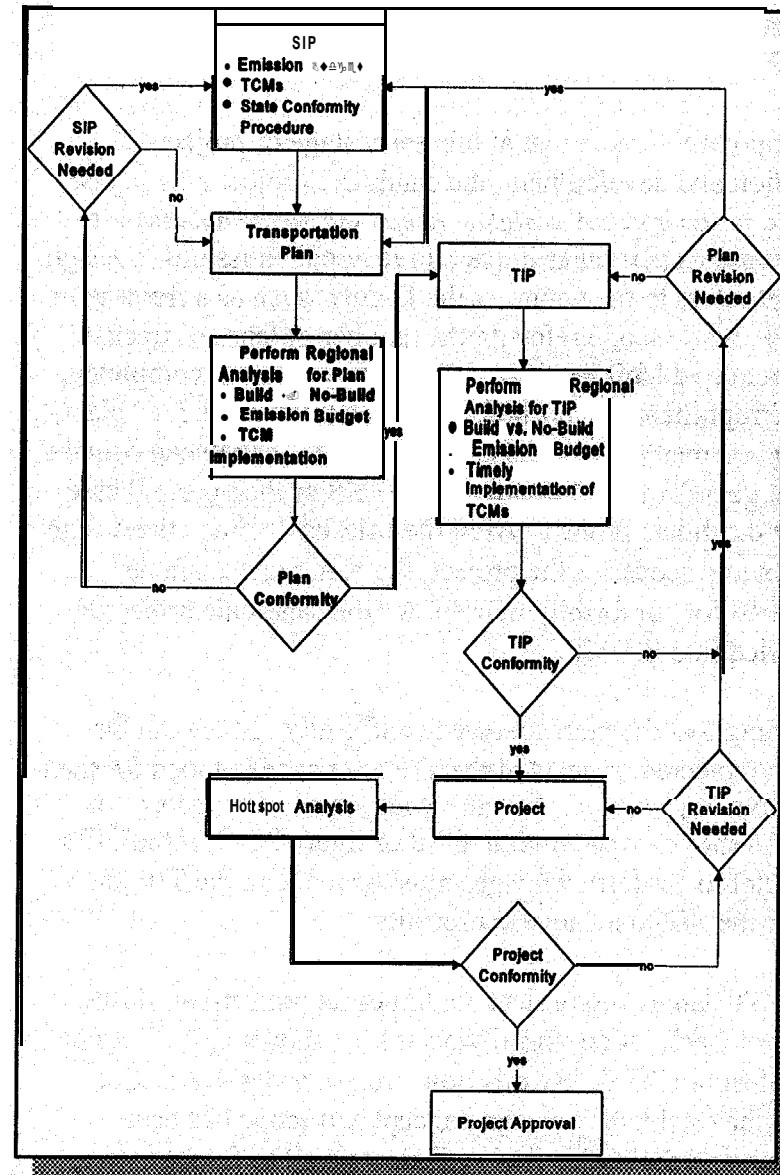 SIP
• Emission
• TCMs
• State Conformity
Procedure
yes
SIP
Revision
Needed
no
Transportation
Plan
yes
TIP
no
Plan
Revision
Needed
Perform Regional
Analysis for Plan
• Build No-Build
• Emission Budget
• TCM
Implementation
yes
Perform Regional
Analysis for TIP
• Build vs. No-Build
. Emission Budget
• Timely
Implementation of
TCMs
yes
no
Plan
Conformity
TIP
Conformity
no
yes
Hott spot Analysis
Project
no
TIP
Revision
Needed
Project
Conformity
no
yes
Project Approval